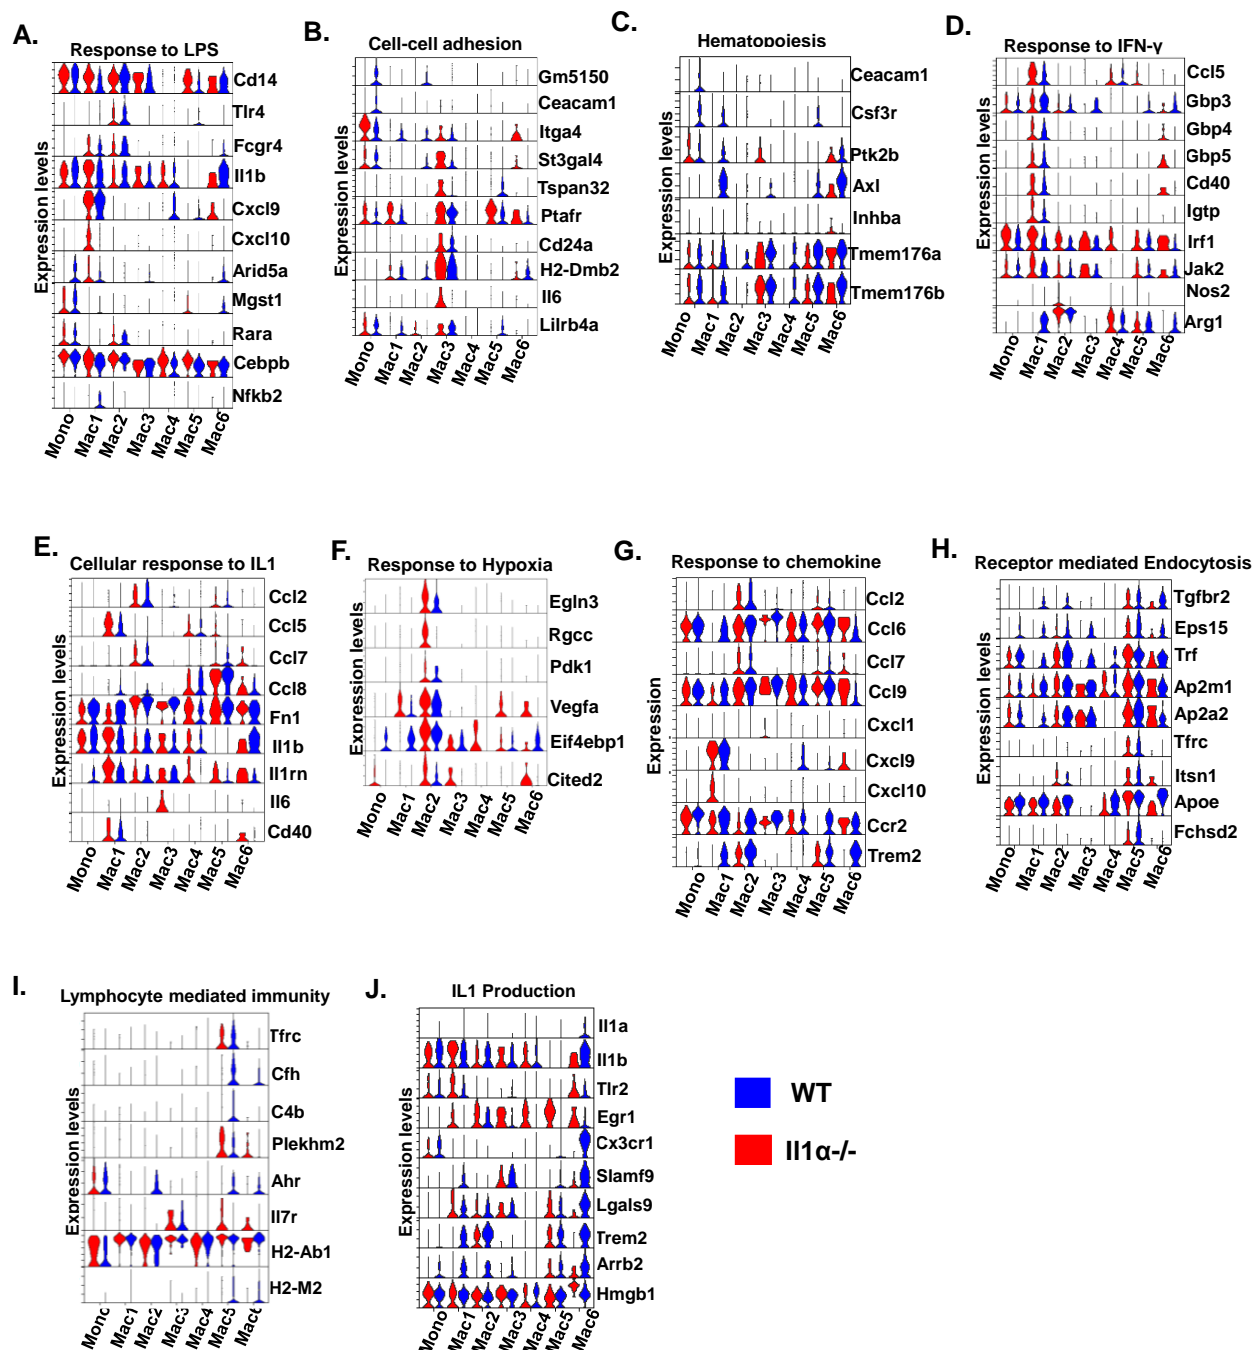 A.
Response to LPS
Expression levels
Cd14
Tlr4
Fcgr4
Il1b
Cxcl9
Cxcl10
Arid5a
Mgst1
Rara
Cebpb
Nfkb2
Mono Mac1 Mac2 Mac3 Mac4 Mac5 Mac6
B.
Cell-cell adhesion
Expression levels
Gm5150
Ceacam1
Itga4
St3gal4
Tspan32
Ptafr
Cd24a
H2-Dmb2
Il6
Lilrb4a
Mono Mac1 Mac2 Mac3 Mac4 Mac5 Mac6
C.
Hematopoiesis
Expression levels
Ceacam1
Csf3r
Ptk2b
Axl
Inhba
Tmem176a
Tmem176b
Mono Mac1 Mac2 Mac3 Mac4 Mac5 Mac6
D.
Response to IFN-γ
Expression levels
Ccl5
Gbp3
Gbp4
Gbp5
Cd40
Igtp
Irf1
Jak2
Nos2
Arg1
Mono Mac1 Mac2 Mac3 Mac4 Mac5 Mac6
E.
Cellular response to IL1
Expression levels
Ccl2
Ccl5
Ccl7
Ccl8
Fn1
Il1b
Il1rn
Il6
Cd40
Mono Mac1 Mac2 Mac3 Mac4 Mac5 Mac6
F.
Response to Hypoxia
Expression levels
Egln3
Rgcc
Pdk1
Vegfa
Eif4ebp1
Cited2
Mono Mac1 Mac2 Mac3 Mac4 Mac5 Mac6
G.
Response to chemokine
Expression
Ccl2
Ccl6
Ccl7
Ccl9
Cxcl1
Cxcl9
Cxcl10
Ccr2
Trem2
Mono Mac1 Mac2 Mac3 Mac4 Mac5 Mac6
H.
Receptor mediated Endocytosis
Expression levels
Tgfbr2
Eps15
Trf
Ap2m1
Ap2a2
Tfrc
Itsn1
Apoe
Fchsd2
Mono Mac1 Mac2 Mac3 Mac4 Mac5 Mac6
I.
Lymphocyte mediated immunity
Expression levels
Tfrc
Cfh
C4b
Plekhm2
Ahr
Il7r
H2-Ab1
H2-M2
Mono Mac1 Mac2 Mac3 Mac4 Mac5 Mac6
J.
IL1 Production
Expression levels
Il1a
Il1b
Tlr2
Egr1
Cx3cr1
Slamf9
Lgals9
Trem2
Arrb2
Hmgb1
Mono Mac1 Mac2 Mac3 Mac4 Mac5 Mac6
WT
Il1α-/-